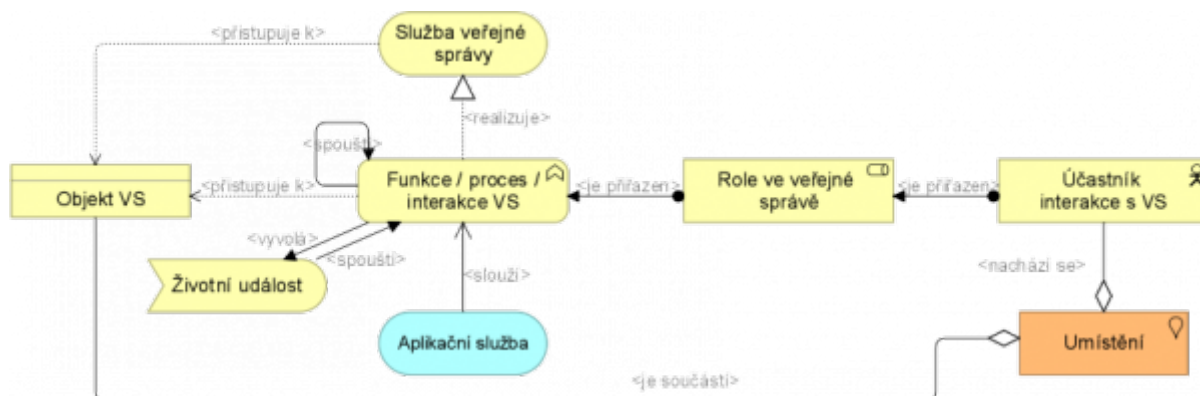 <přistupuje k>
Služba veřejné
správy
<realizuje>
<spouští>
Objekt VS
<přistupuje k>
Funkce / proces /
interakce VS
<je přiřazen>
Role ve veřejné
správě
<je přiřazen>
Účastník
interakce s VS
<vyvolá>
<spouští>
Životní událost
<slouží>
<nachází se>
Aplikační služba
Umístění
<je součástí>